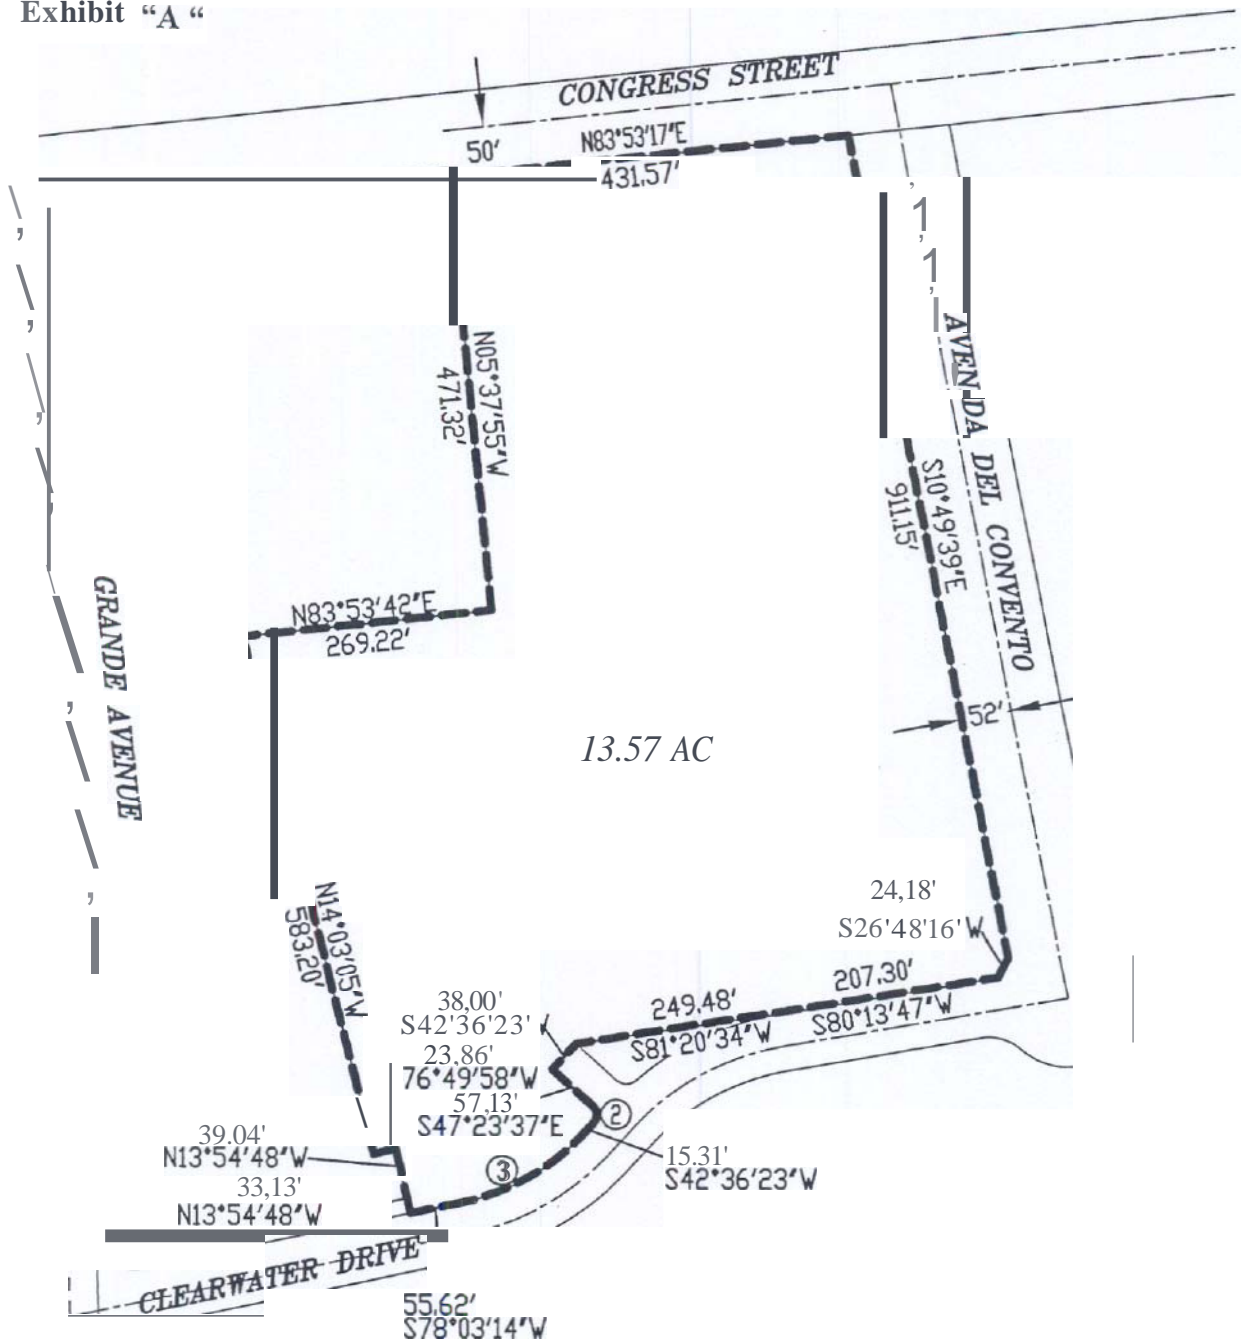 Exhibit “A “
CONGRESS STREET
50'
N83°53'17"E
431.57'
AVENIDA DEL CONVENTO
N05°37'55"W
471.32'
S10°49'39"E
911.15'
GRANDE AVENUE
N83°53'42"E
269.22'
52'
13.57 AC
24,18'
S26'48'16'W
N14°03'05"W
583.20'
207.30'
S80°13'47"W
249.48'
S81°20'34"W
38,00'
S42'36'23'W
23,86'
76°49'58"W
57,13'
S47°23'37"E
②
15.31'
S42°36'23"W
③
39.04'
N13°54'48"W
33,13'
N13°54'48"W
CLEARWATER DRIVE
55.62'
S78°03'14"W